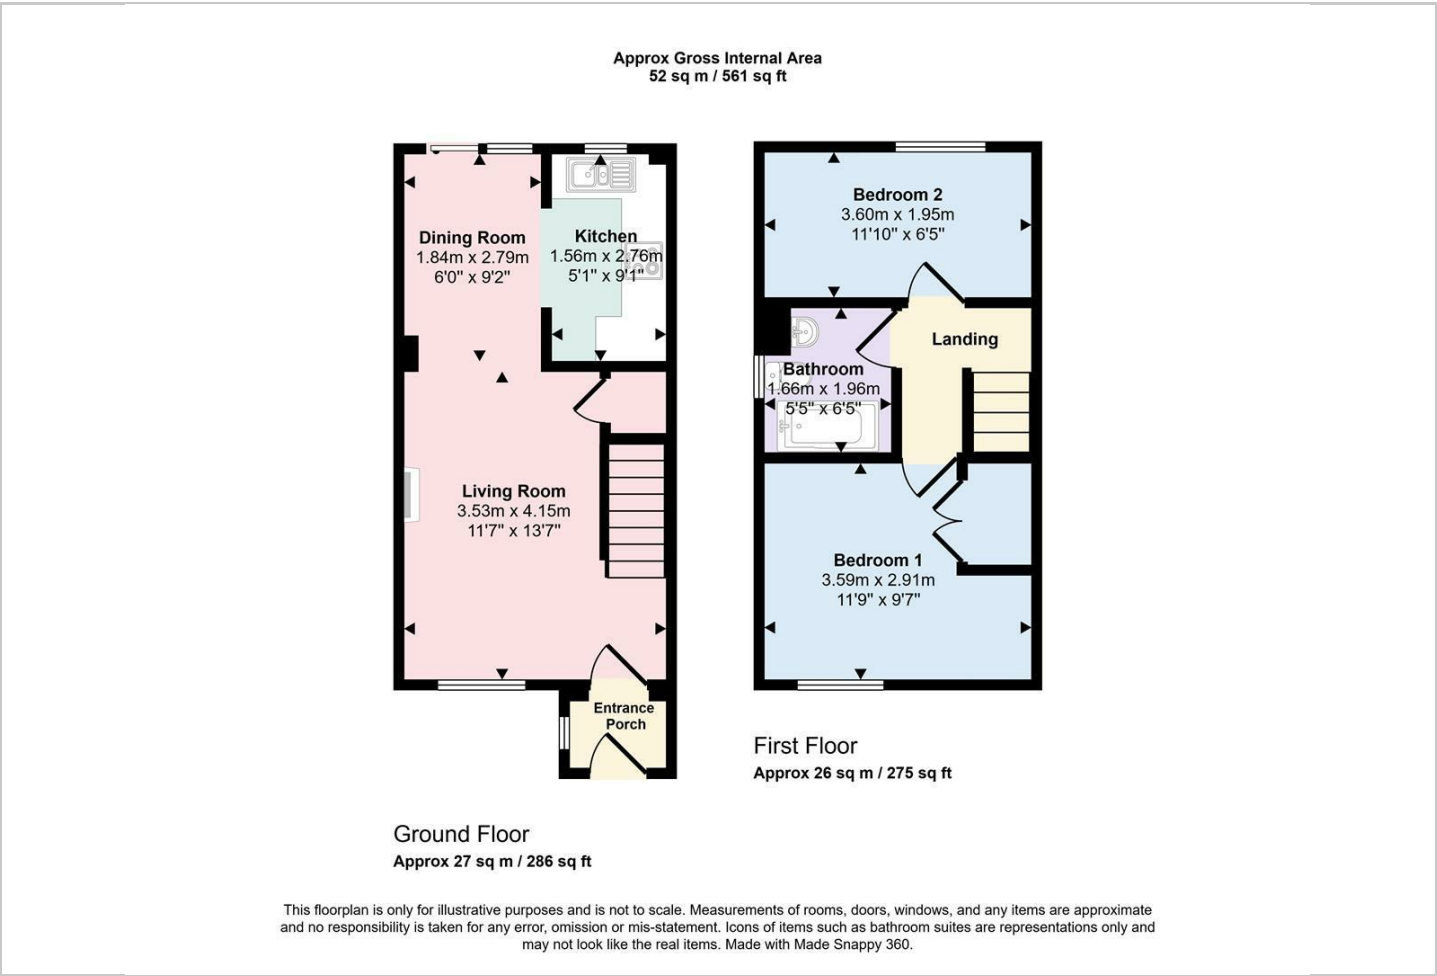 Approx Gross Internal Area
52 sq m / 561 sq ft
Dining Room
1.84m x 2.79m
6'0" x 9'2"
Kitchen
1.56m x 2.76m
5'1" x 9'1"
Living Room
3.53m x 4.15m
11'7" x 13'7"
Entrance
Porch
Ground Floor
Approx 27 sq m / 286 sq ft
Bedroom 2
3.60m x 1.95m
11'10" x 6'5"
Landing
Bathroom
1.66m x 1.96m
5'5" x 6'5"
Bedroom 1
3.59m x 2.91m
11'9" x 9'7"
First Floor
Approx 26 sq m / 275 sq ft
This floorplan is only for illustrative purposes and is not to scale. Measurements of rooms, doors, windows, and any items are approximate
and no responsibility is taken for any error, omission or mis-statement. Icons of items such as bathroom suites are representations only and
may not look like the real items. Made with Made Snappy 360.